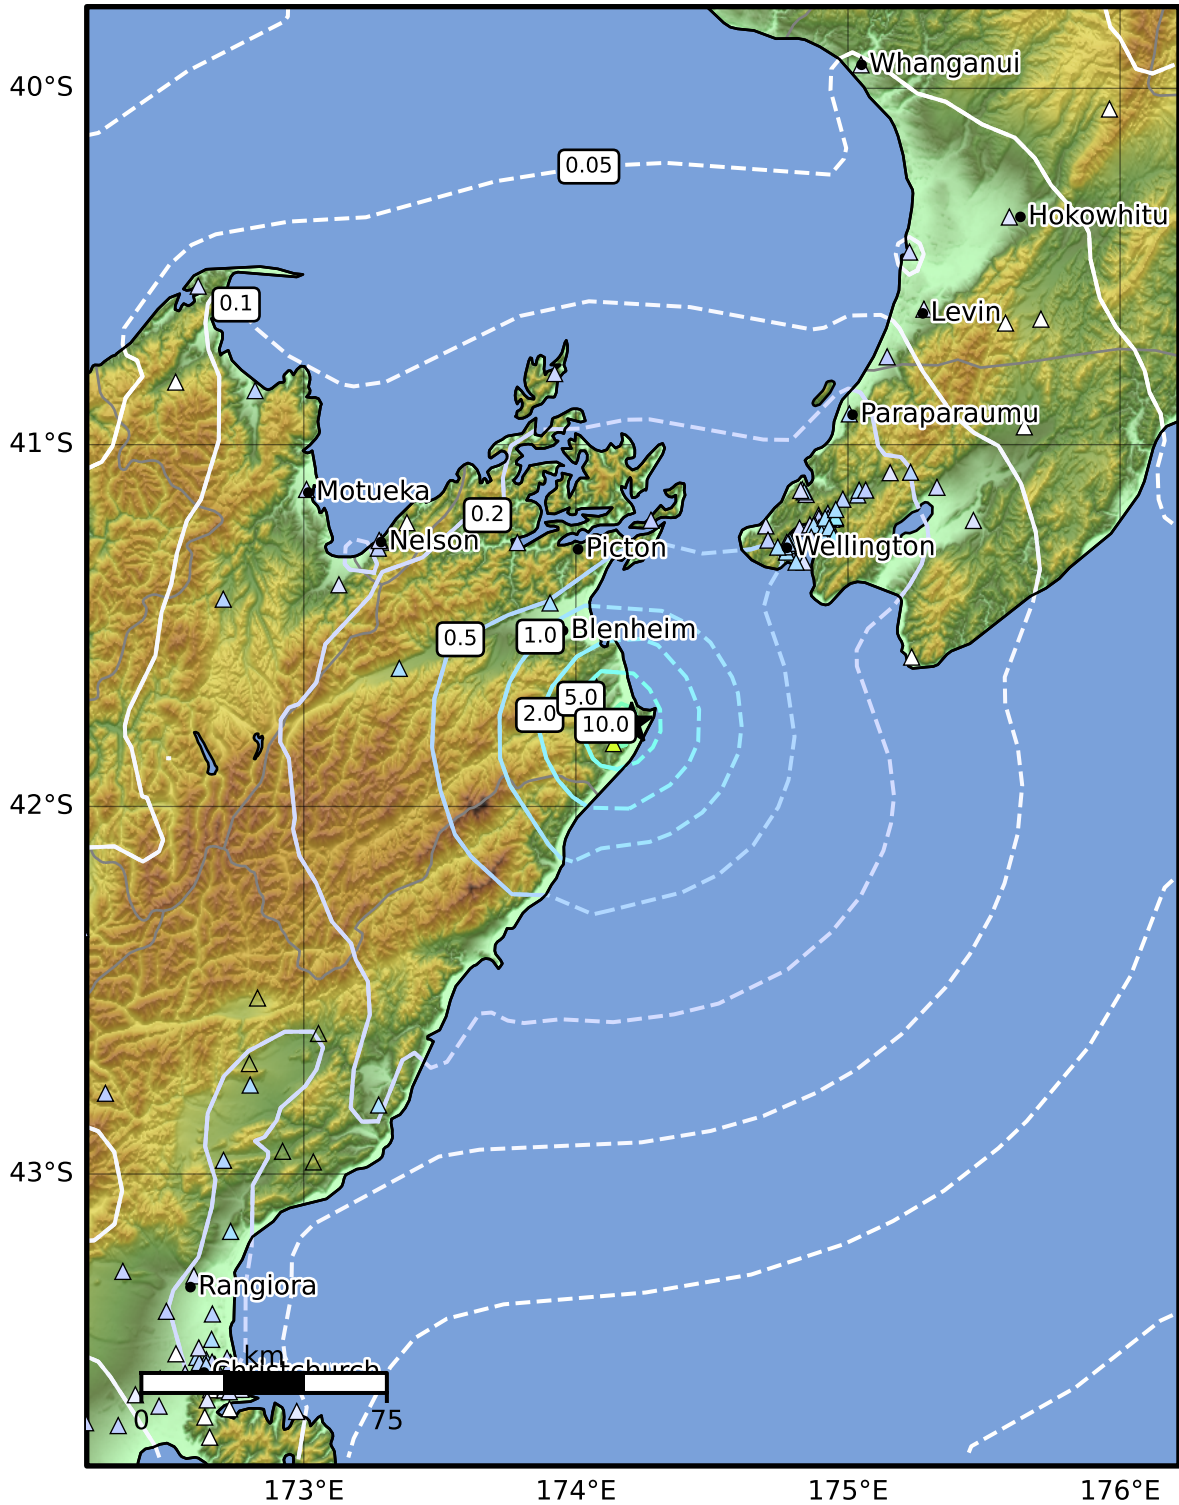 40°S
41°S
42°S
43°S
Whanganui
0.05
Hokowhitu
0.1
Levin
Paraparaumu
Motueka
0.2
Nelson
Picton
Wellington
Blenheim
0.5
1.0
5.0
2.0
10.0
Rangiora
km
Christchurch
0
75
173°E
174°E
175°E
176°E